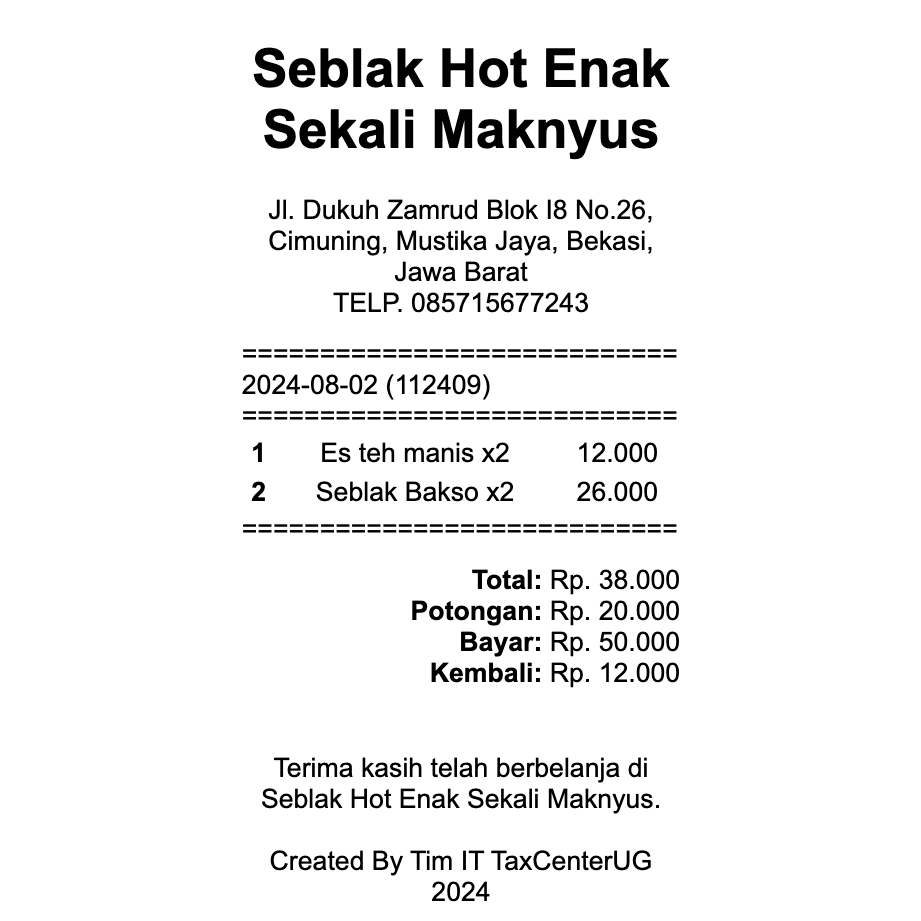 Seblak Hot Enak
Sekali Maknyus
Jl. Dukuh Zamrud Blok I8 No.26,
Cimuning, Mustika Jaya, Bekasi,
Jawa Barat
TELP. 085715677243
============================
2024-08-02 (112409)
============================
1 Es teh manis x2 12.000
2 Seblak Bakso x2 26.000
============================
Total: Rp. 38.000
Potongan: Rp. 20.000
Bayar: Rp. 50.000
Kembali: Rp. 12.000
Terima kasih telah berbelanja di
Seblak Hot Enak Sekali Maknyus.
Created By Tim IT TaxCenterUG
2024